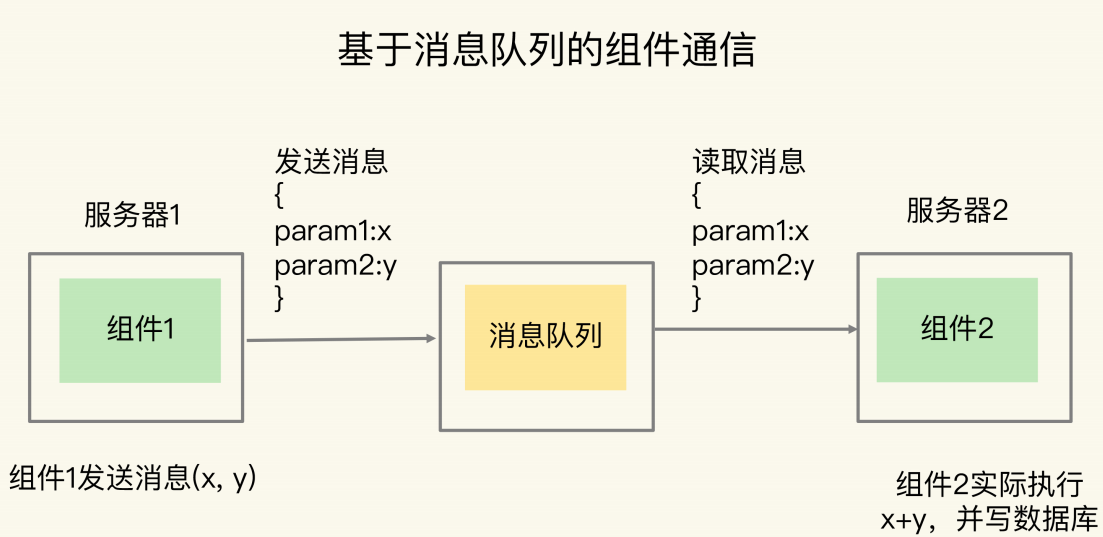 基于消息队列的组件通信
发送消息
{
param1:x
param2:y
}
读取消息
{
param1:x
param2:y
}
服务器1
服务器2
组件1
消息队列
组件2
组件1发送消息(x, y)
组件2实际执行
x+y，并写数据库